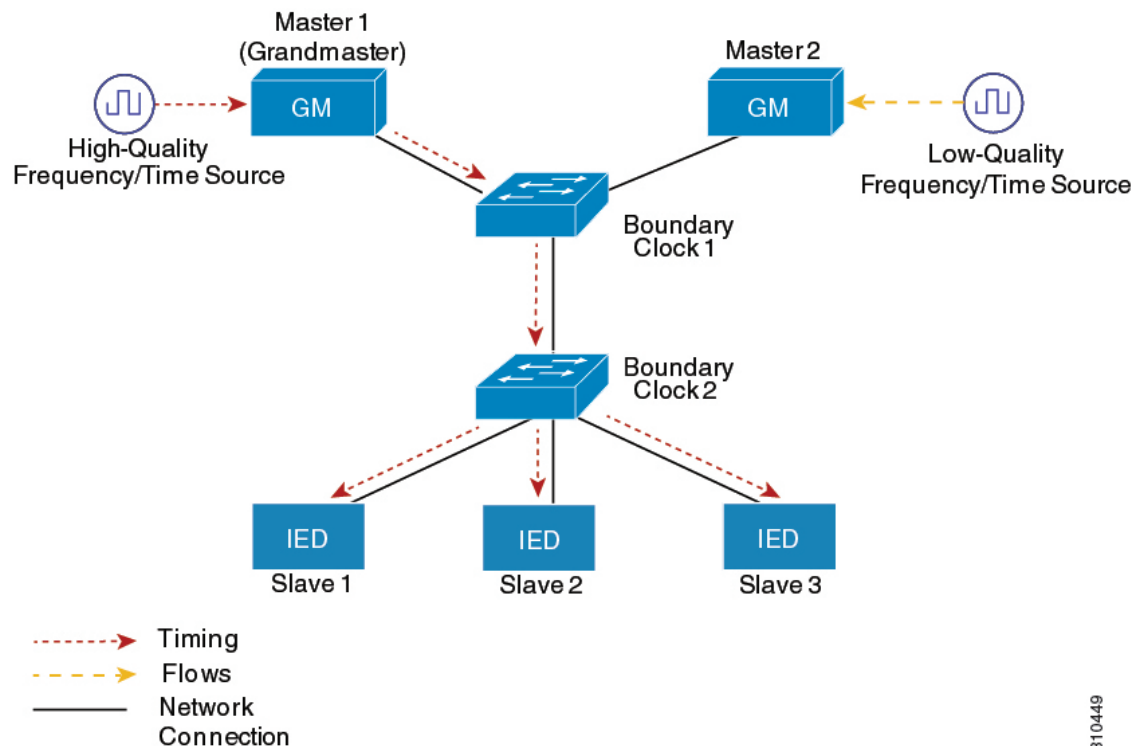 Master 1
(Grandmaster)
Master 2
GM
GM
High-Quality
Frequency/Time Source
Low-Quality
Frequency/Time Source
Boundary
Clock 1
Boundary
Clock 2
IED
IED
IED
Slave 1
Slave 2
Slave 3
Timing
Flows
Network
Connection
310449